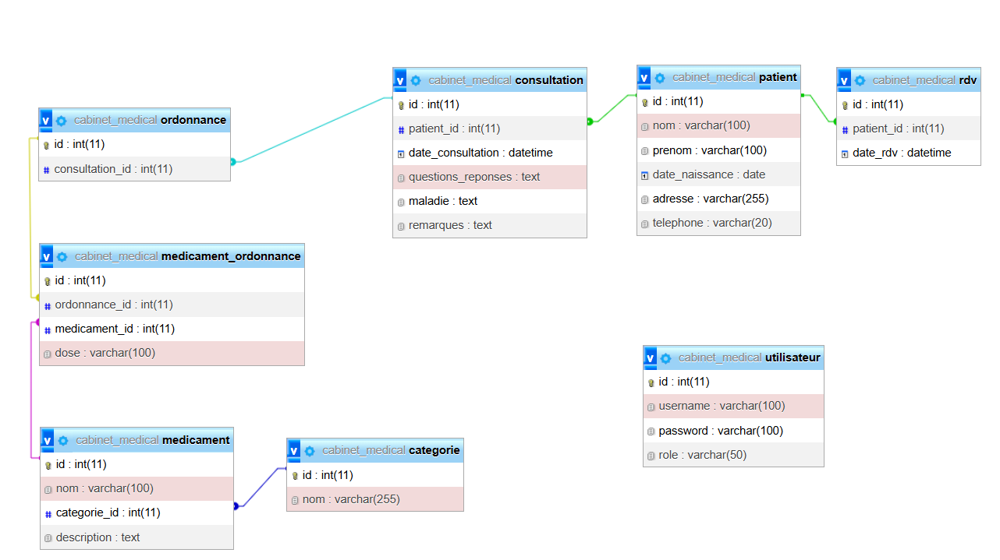 v cabinet_medical ordonnance
id : int(11)
# consultation_id : int(11)
v cabinet_medical consultation
id : int(11)
# patient_id : int(11)
date_consultation : datetime
questions_reponses : text
maladie : text
remarques : text
v cabinet_medical patient
id : int(11)
nom : varchar(100)
prenom : varchar(100)
date_naissance : date
adresse : varchar(255)
telephone : varchar(20)
v cabinet_medical rdv
id : int(11)
# patient_id : int(11)
date_rdv : datetime
v cabinet_medical medicament_ordonnance
id : int(11)
# ordonnance_id : int(11)
# medicament_id : int(11)
dose : varchar(100)
v cabinet_medical utilisateur
id : int(11)
username : varchar(100)
password : varchar(100)
role : varchar(50)
v cabinet_medical medicament
id : int(11)
nom : varchar(100)
# categorie_id : int(11)
description : text
v cabinet_medical categorie
id : int(11)
nom : varchar(255)